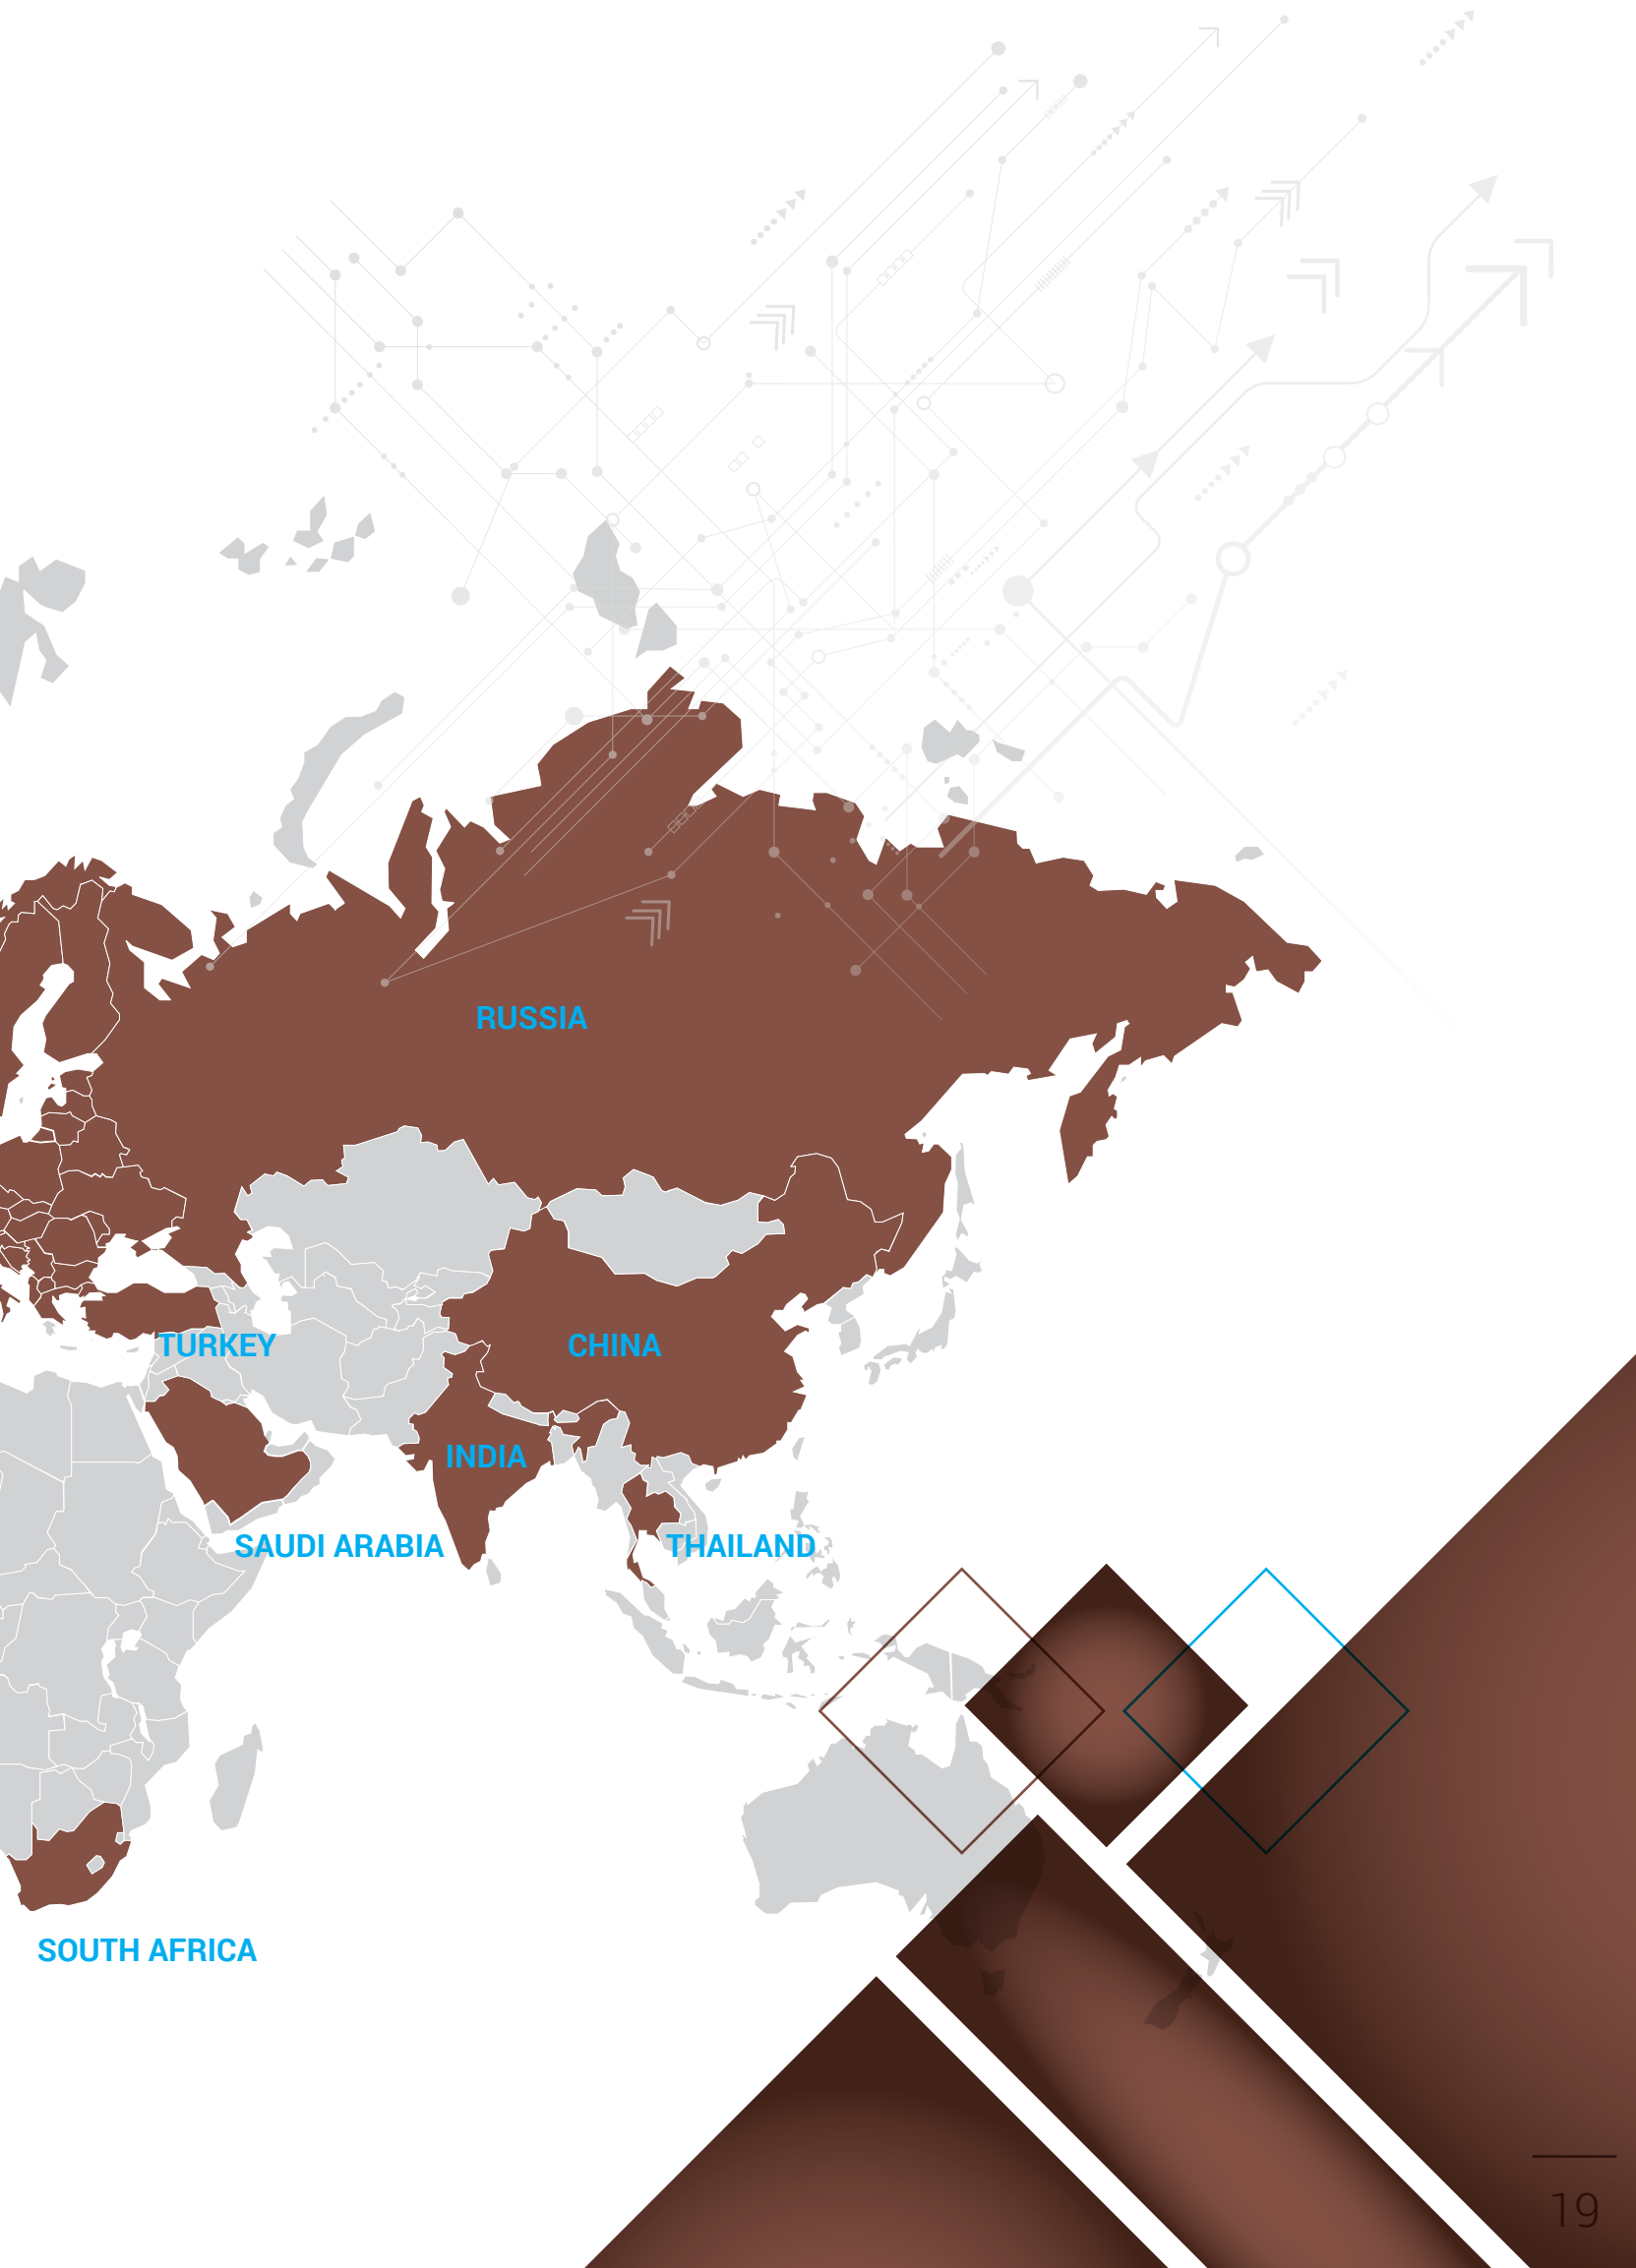 RUSSIA
TURKEY
CHINA
INDIA
SAUDI ARABIA
THAILAND
SOUTH AFRICA
19